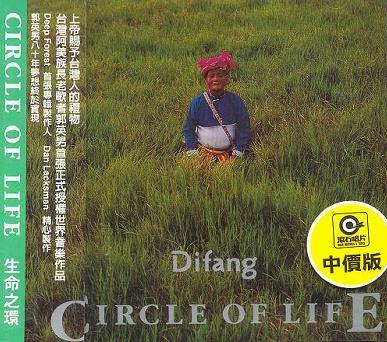 CIRCLE OF LIFE 生命之環
上帝賜予台灣人的禮物
台灣阿美族長老歌者郭英男首張正式授權世界音樂作品
Deep Forest 首張專輯製作人 Dan Lacksman 精心製作
郭英男八十年夢想終於實現
Difang
CIRCLE OF LIFE
滾石唱片
中價版